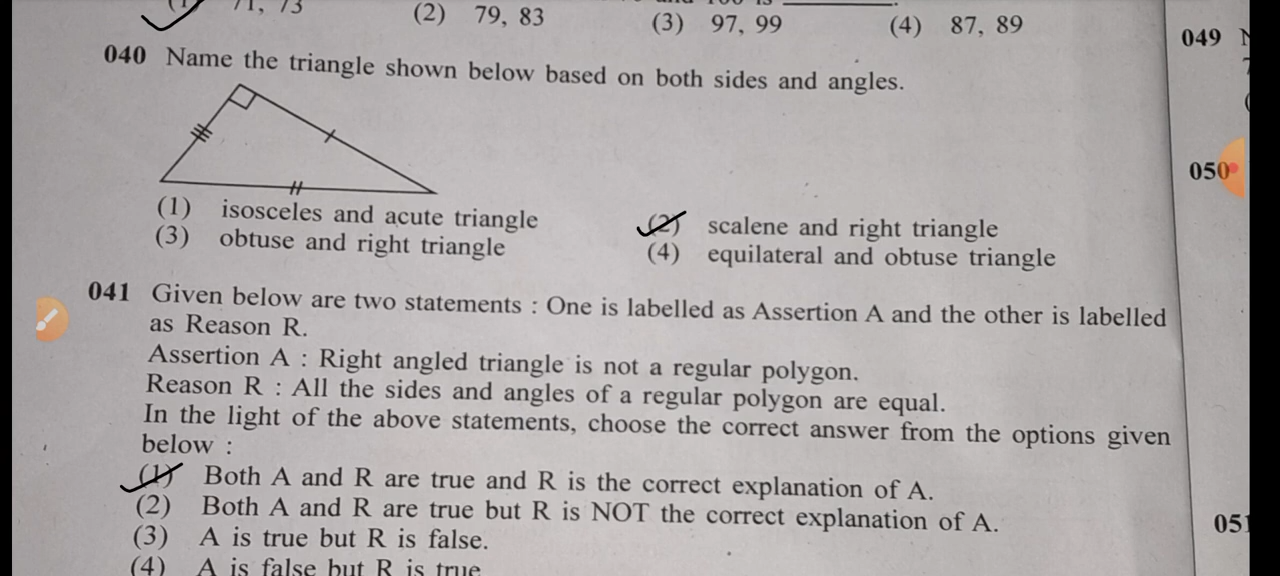 (1) 71, 73 (2) 79, 83 (3) 97, 99 (4) 87, 89
040 Name the triangle shown below based on both sides and angles.
(1) isosceles and acute triangle (2) scalene and right triangle
(3) obtuse and right triangle (4) equilateral and obtuse triangle
041 Given below are two statements : One is labelled as Assertion A and the other is labelled
as Reason R.
Assertion A : Right angled triangle is not a regular polygon.
Reason R : All the sides and angles of a regular polygon are equal.
In the light of the above statements, choose the correct answer from the options given
below :
(1) Both A and R are true and R is the correct explanation of A.
(2) Both A and R are true but R is NOT the correct explanation of A.
(3) A is true but R is false.
(4) A is false but R is true
049
050
051